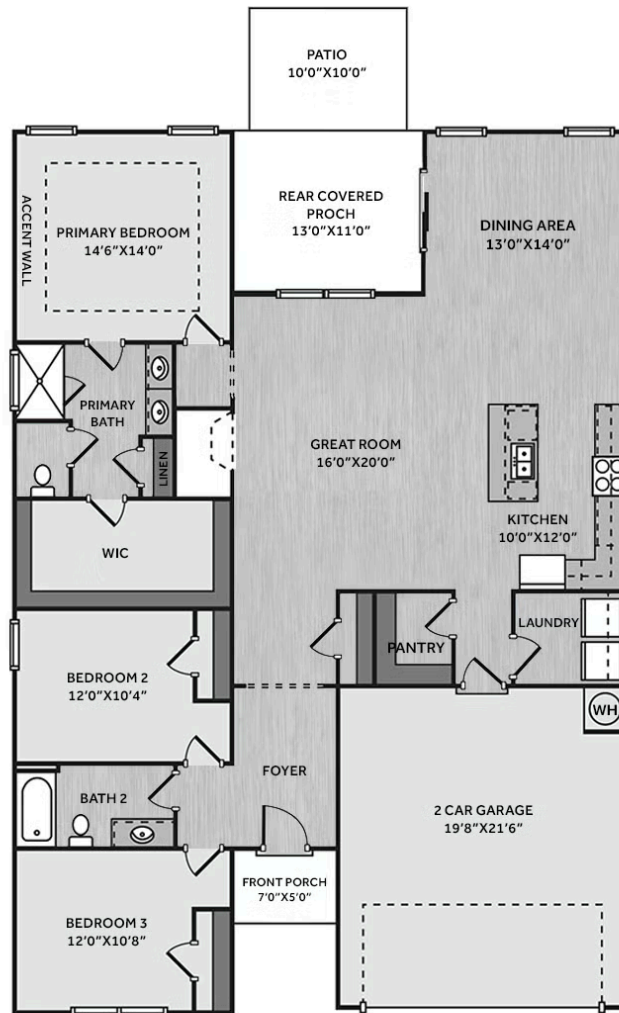 PATIO
10'0"X10'0"
REAR COVERED
PROCH
13'0"X11'0"
DINING AREA
13'0"X14'0"
ACCENT WALL
PRIMARY BEDROOM
14'6"X14'0"
PRIMARY
BATH
LINEN
GREAT ROOM
16'0"X20'0"
KITCHEN
10'0"X12'0"
WIC
PANTRY
LAUNDRY
BEDROOM 2
12'0"X10'4"
WH
FOYER
BATH 2
2 CAR GARAGE
19'8"X21'6"
FRONT PORCH
7'0"X5'0"
BEDROOM 3
12'0"X10'8"